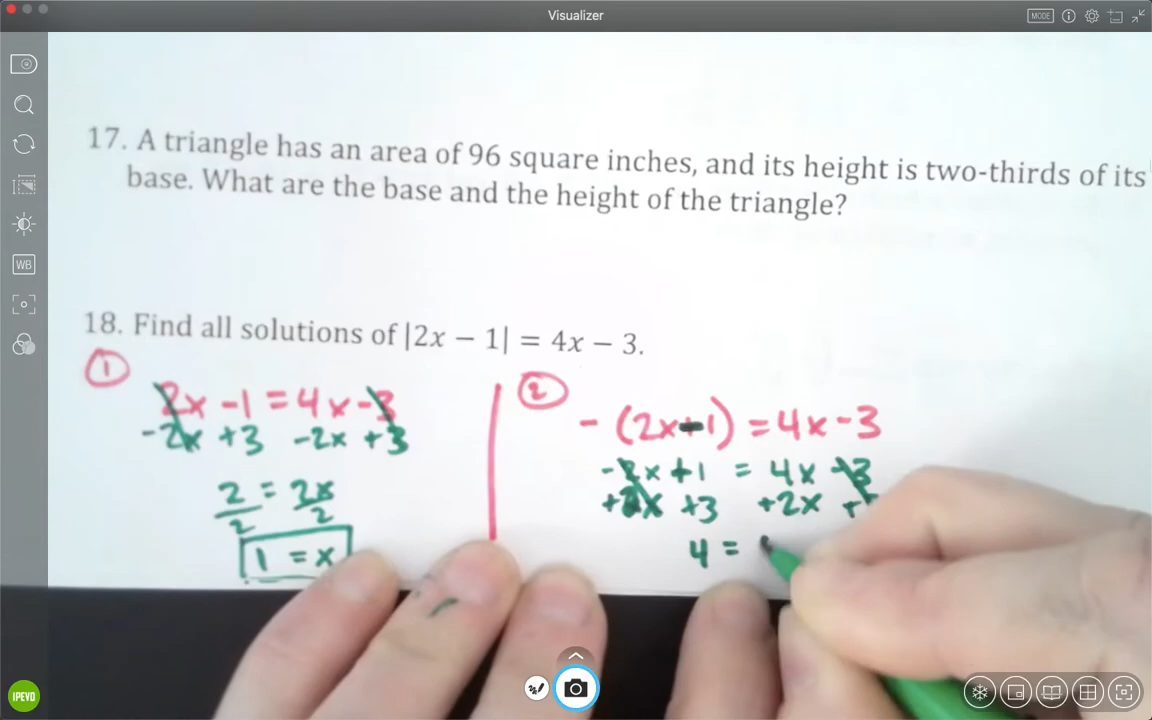 Visualizer
MODE
WB
17. A triangle has an area of 96 square inches, and its height is two-thirds of its
base. What are the base and the height of the triangle?
18. Find all solutions of |2x − 1| = 4x − 3.
①
2x -1 = 4x -3
-2x +3 -2x +3
2 = 2x
2 2
1 = x
②
- (2x-1) = 4x -3
-2x +1 = 4x -3
+2x +3 +2x +
4 =
IPEVO